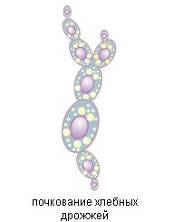 почкование хлебных
дрожжей